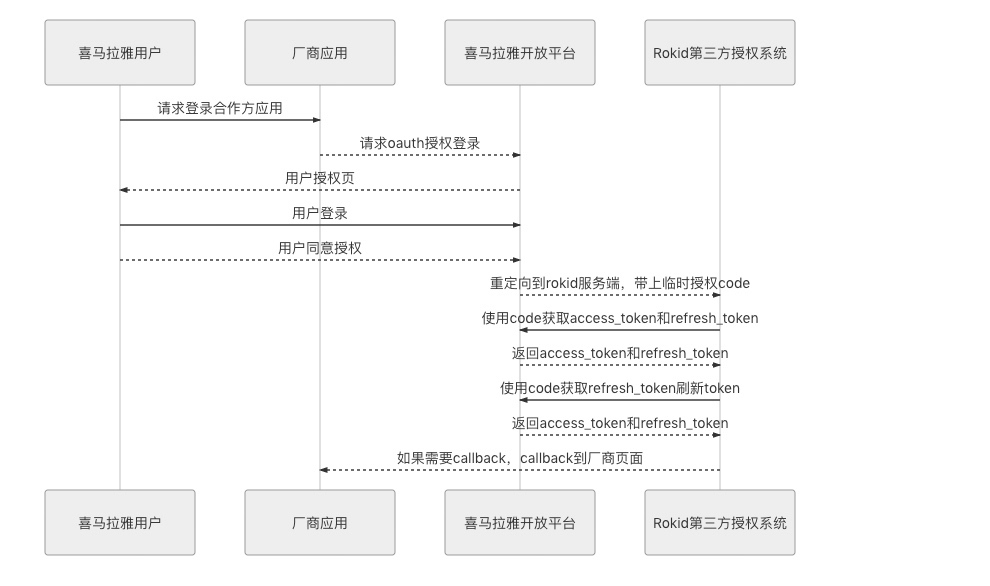 喜马拉雅用户
厂商应用
喜马拉雅开放平台
Rokid第三方授权系统
请求登录合作方应用
请求oauth授权登录
用户授权页
用户登录
用户同意授权
重定向到rokid服务端，带上临时授权code
使用code获取access_token和refresh_token
返回access_token和refresh_token
使用code获取refresh_token刷新token
返回access_token和refresh_token
如果需要callback，callback到厂商页面
喜马拉雅用户
厂商应用
喜马拉雅开放平台
Rokid第三方授权系统